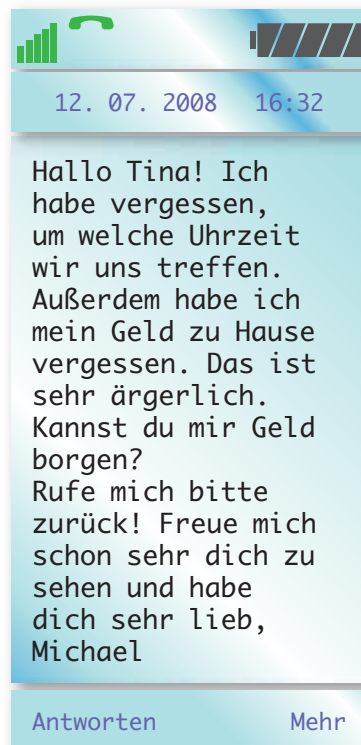 12. 07. 2008 16:32
Hallo Tina! Ich
habe vergessen,
um welche Uhrzeit
wir uns treffen.
Außerdem habe ich
mein Geld zu Hause
vergessen. Das ist
sehr ärgerlich.
Kannst du mir Geld
borgen?
Rufe mich bitte
zurück! Freue mich
schon sehr dich zu
sehen und habe
dich sehr lieb,
Michael
Antworten Mehr